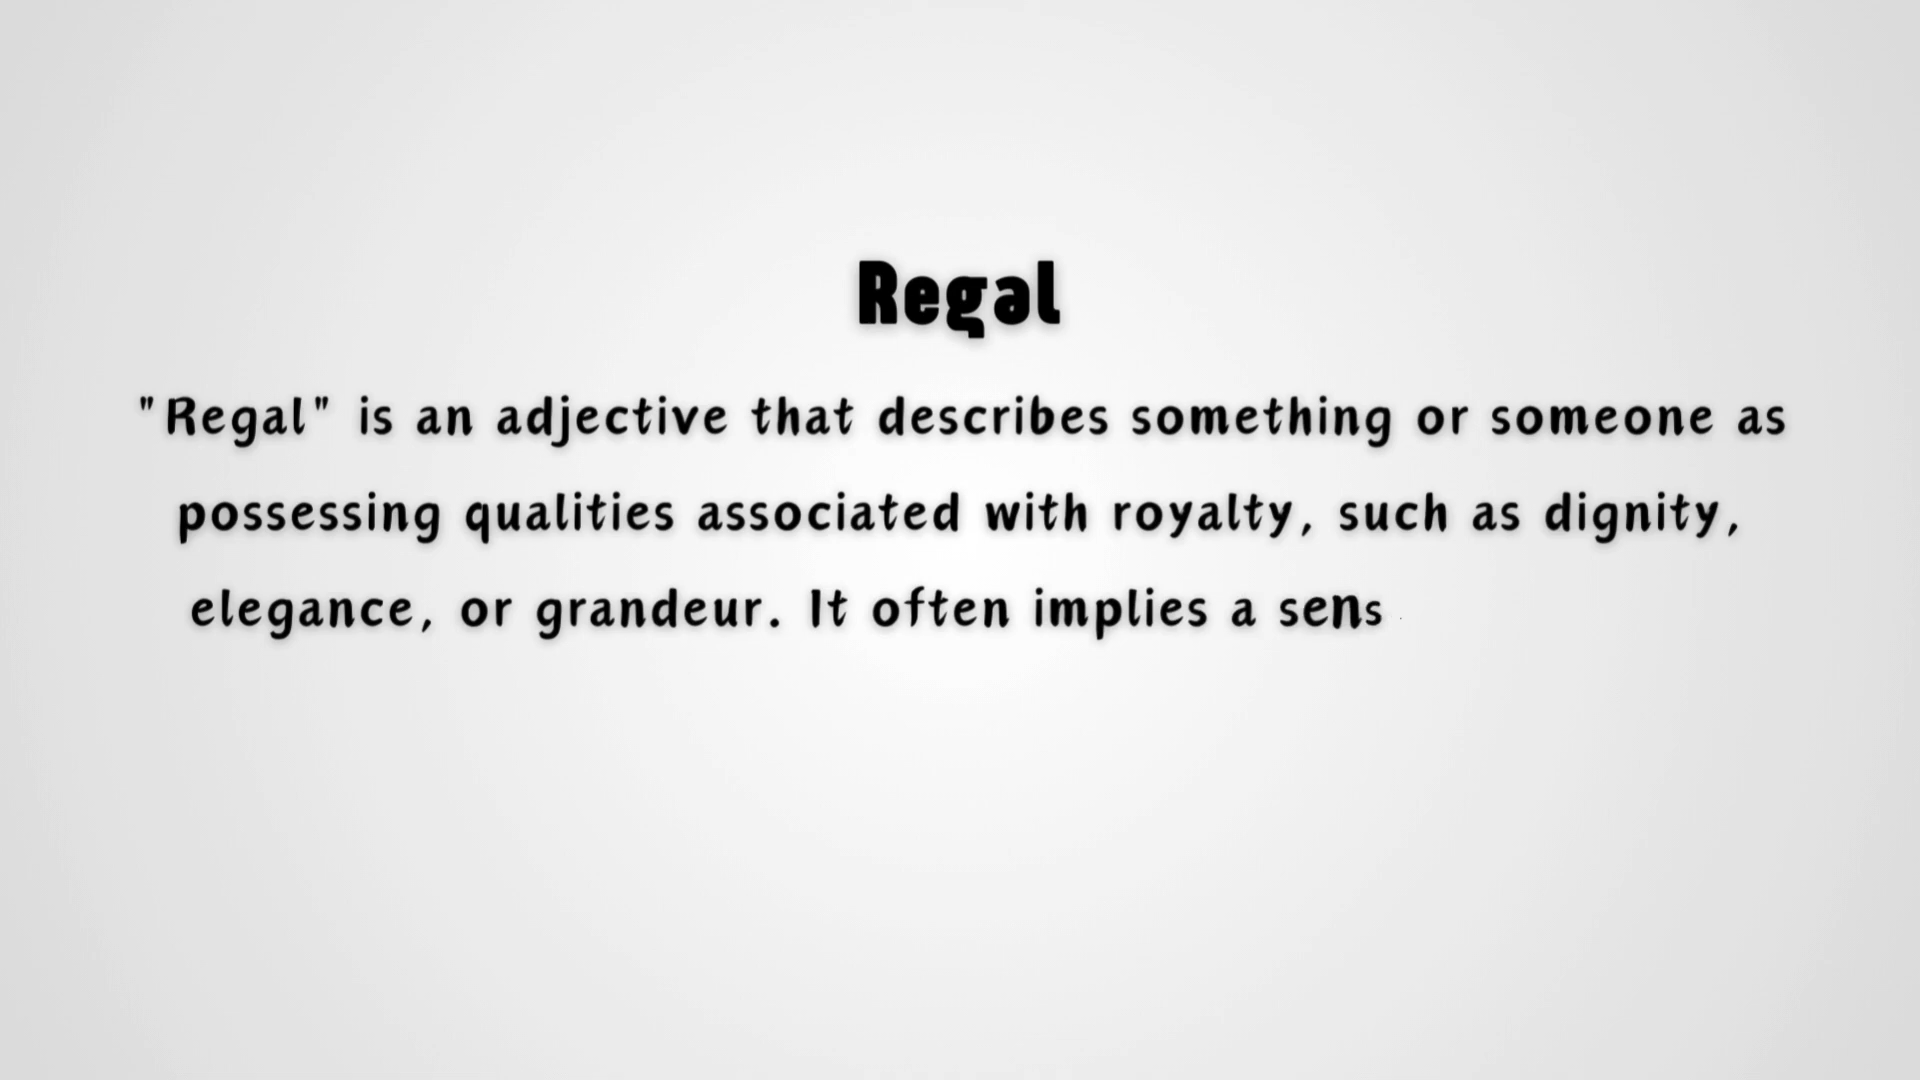 Regal
"Regal" is an adjective that describes something or someone as
possessing qualities associated with royalty, such as dignity,
elegance, or grandeur. It often implies a sens